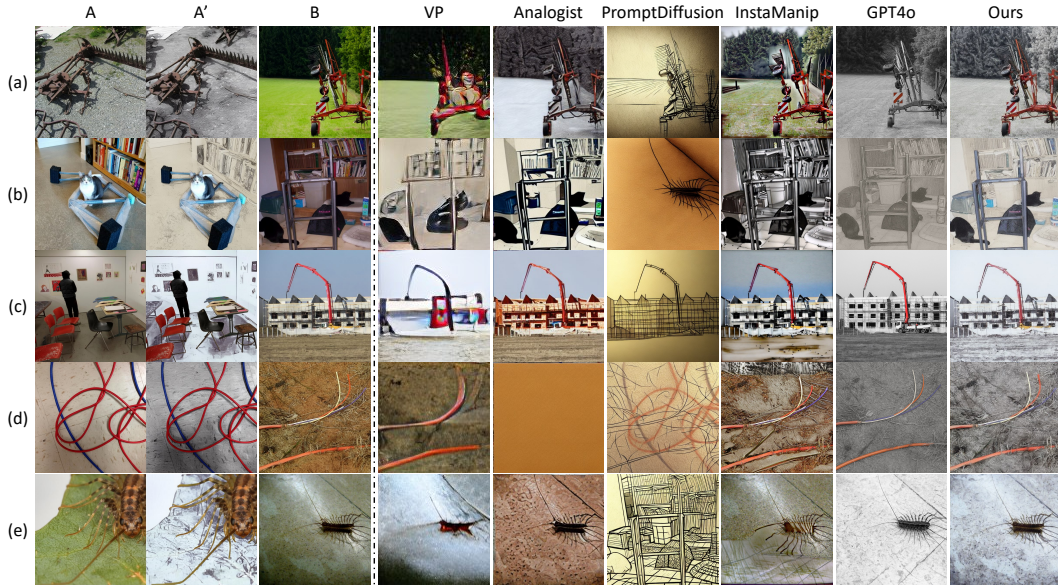 A A’ B VP Analogist PromptDiffusion InstaManip GPT4o Ours
(a)
(b)
(c)
(d)
(e)